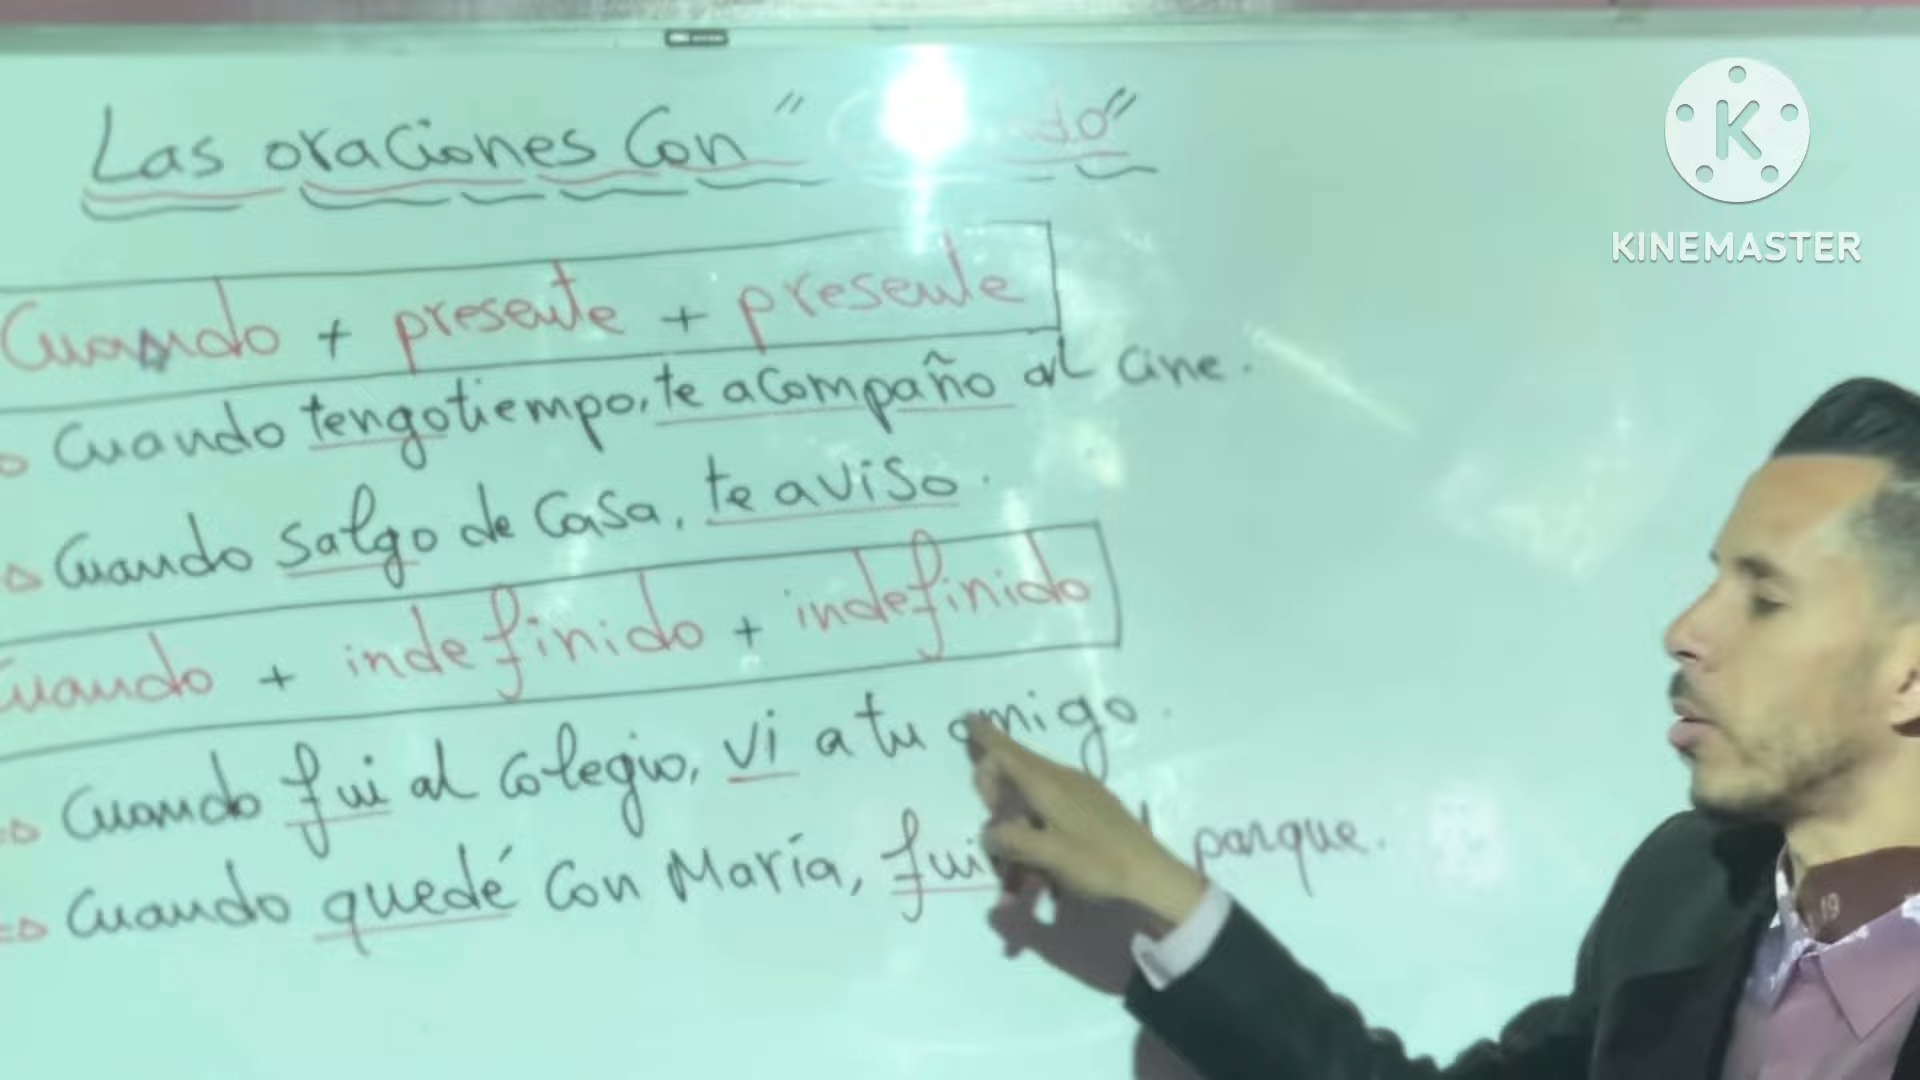 Las oraciones con "
KINEMASTER
Cuando + presente + presente
Cuando tengo tiempo, te acompaño al cine.
Cuando salgo de casa, te aviso.
Cuando + indefinido + indefinido
Cuando fui al colegio, vi a tu amigo.
Cuando quedé con María, fui parque.